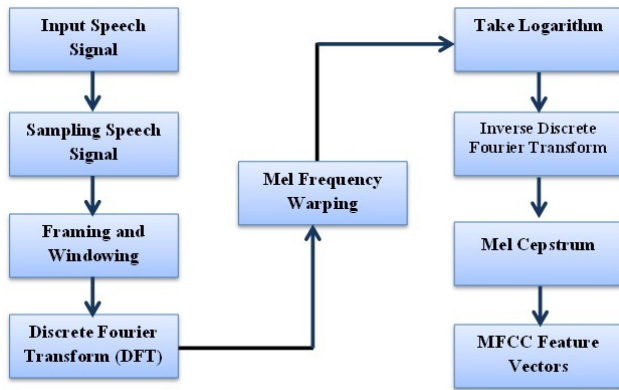 Input Speech
Signal
Sampling Speech
Signal
Framing and
Windowing
Discrete Fourier
Transform (DFT)
Mel Frequency
Warping
Take Logarithm
Inverse Discrete
Fourier Transform
Mel Cepstrum
MFCC Feature
Vectors